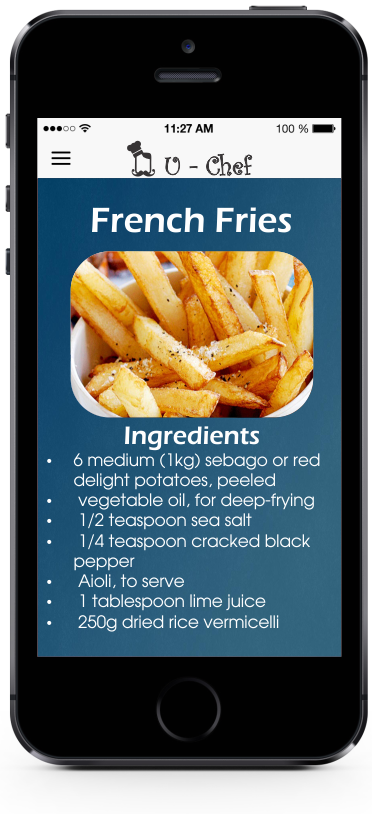 11:27 AM
100 %
U - Chef
French Fries
Ingredients
• 6 medium (1kg) sebago or red
delight potatoes, peeled
• vegetable oil, for deep-frying
• 1/2 teaspoon sea salt
• 1/4 teaspoon cracked black
pepper
• Aioli, to serve
• 1 tablespoon lime juice
• 250g dried rice vermicelli